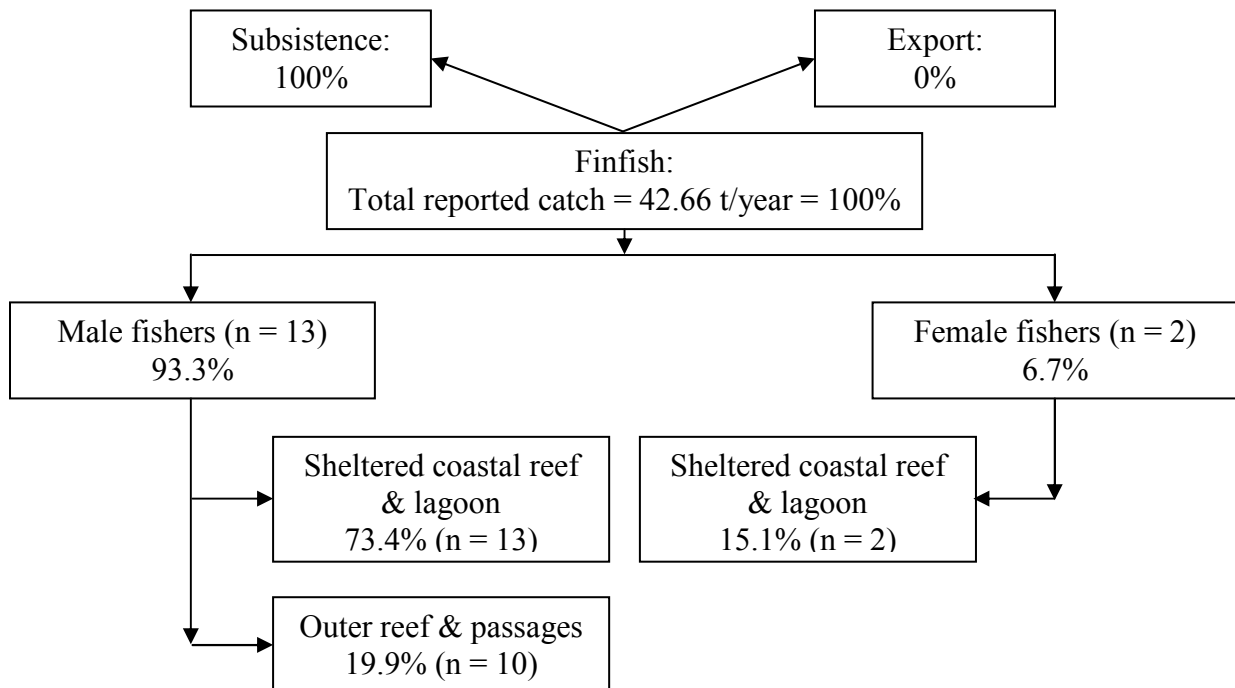 Subsistence:
100%
Export:
0%
Finfish:
Total reported catch = 42.66 t/year = 100%
Male fishers (n = 13)
93.3%
Female fishers (n = 2)
6.7%
Sheltered coastal reef
& lagoon
73.4% (n = 13)
Sheltered coastal reef
& lagoon
15.1% (n = 2)
Outer reef & passages
19.9% (n = 10)